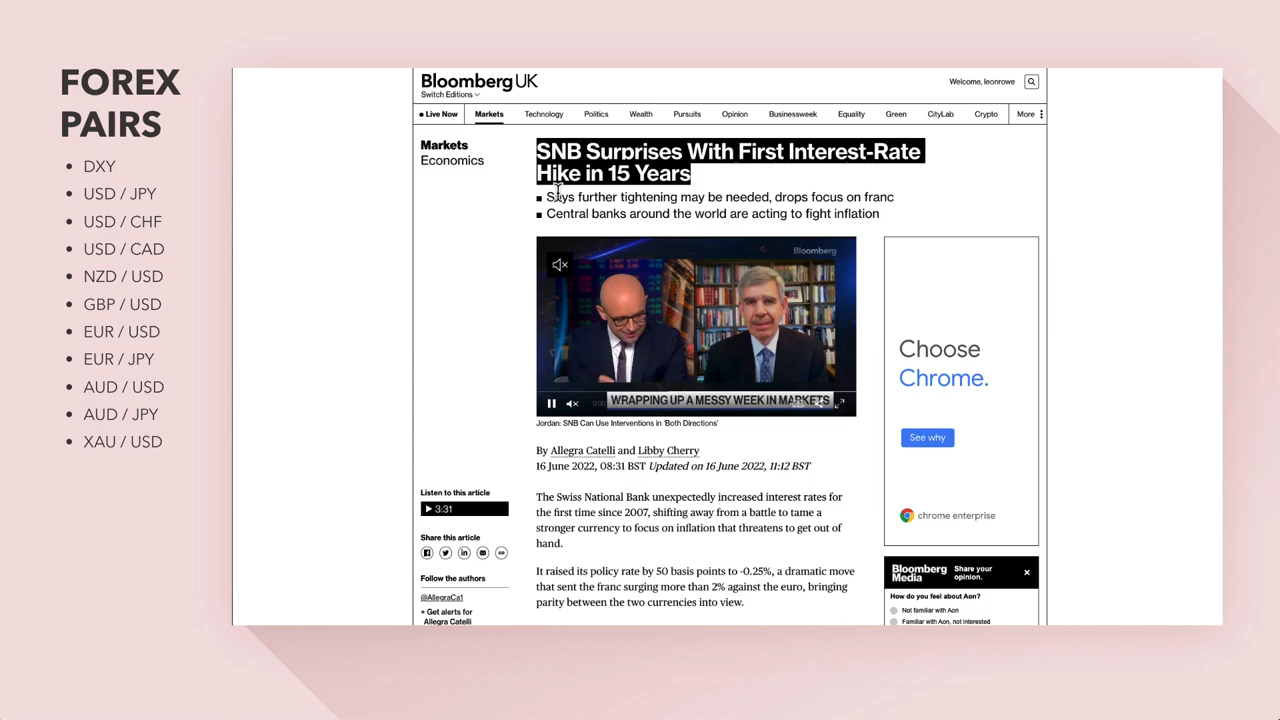 FOREX
PAIRS
• DXY
• USD / JPY
• USD / CHF
• USD / CAD
• NZD / USD
• GBP / USD
• EUR / USD
• EUR / JPY
• AUD / USD
• AUD / JPY
• XAU / USD
Bloomberg UK
Switch Editions
Welcome, leonrowe
Live Now Markets Technology Politics Wealth Pursuits Opinion Businessweek Equality Green CityLab Crypto More
Markets
Economics
SNB Surprises With First Interest-Rate
Hike in 15 Years
■ Says further tightening may be needed, drops focus on franc
■ Central banks around the world are acting to fight inflation
Bloomberg
WRAPPING UP A MESSY WEEK IN MARKETS
0:00
Jordan: SNB Can Use Interventions in 'Both Directions'
By Allegra Catelli and Libby Cherry
16 June 2022, 08:31 BST Updated on 16 June 2022, 11:12 BST
Listen to this article
3:31
Share this article
Follow the authors
@AllegraCa1
+ Get alerts for
Allegra Catelli
The Swiss National Bank unexpectedly increased interest rates for
the first time since 2007, shifting away from a battle to tame a
stronger currency to focus on inflation that threatens to get out of
hand.
It raised its policy rate by 50 basis points to -0.25%, a dramatic move
that sent the franc surging more than 2% against the euro, bringing
parity between the two currencies into view.
Choose
Chrome.
See why
chrome enterprise
Bloomberg
Media
Share your
opinion.
×
How do you feel about Aon?
Not familiar with Aon
Familiar with Aon, not interested